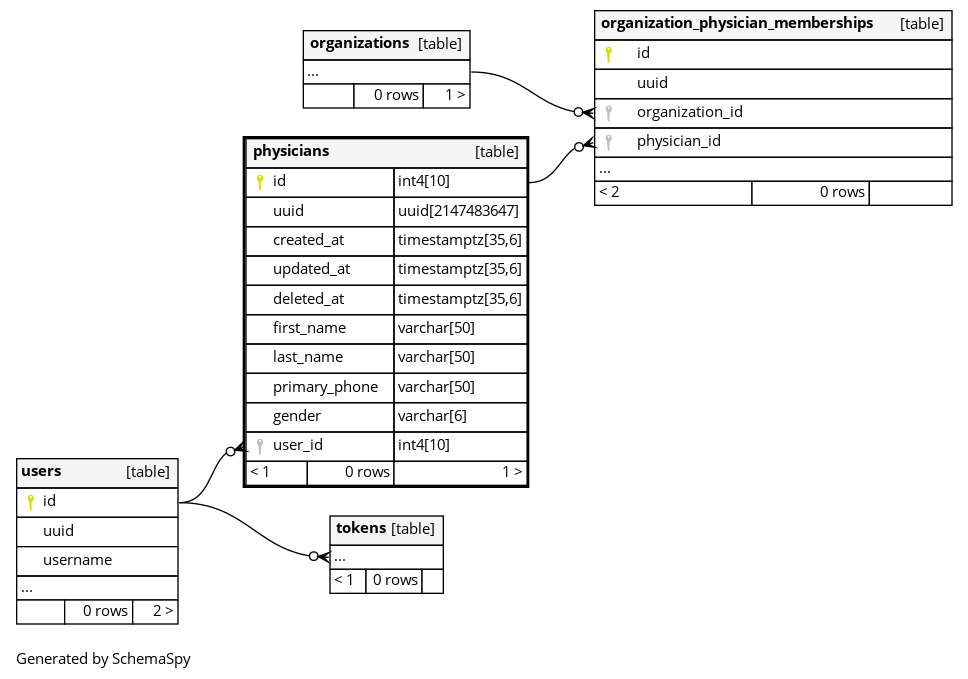 organizations [table]
...
0 rows 1 >
organization_physician_memberships [table]
id
uuid
organization_id
physician_id
...
< 2 0 rows
physicians [table]
id int4[10]
uuid uuid[2147483647]
created_at timestamptz[35,6]
updated_at timestamptz[35,6]
deleted_at timestamptz[35,6]
first_name varchar[50]
last_name varchar[50]
primary_phone varchar[50]
gender varchar[6]
user_id int4[10]
< 1 0 rows 1 >
users [table]
id
uuid
username
...
0 rows 2 >
tokens [table]
...
< 1 0 rows
Generated by SchemaSpy